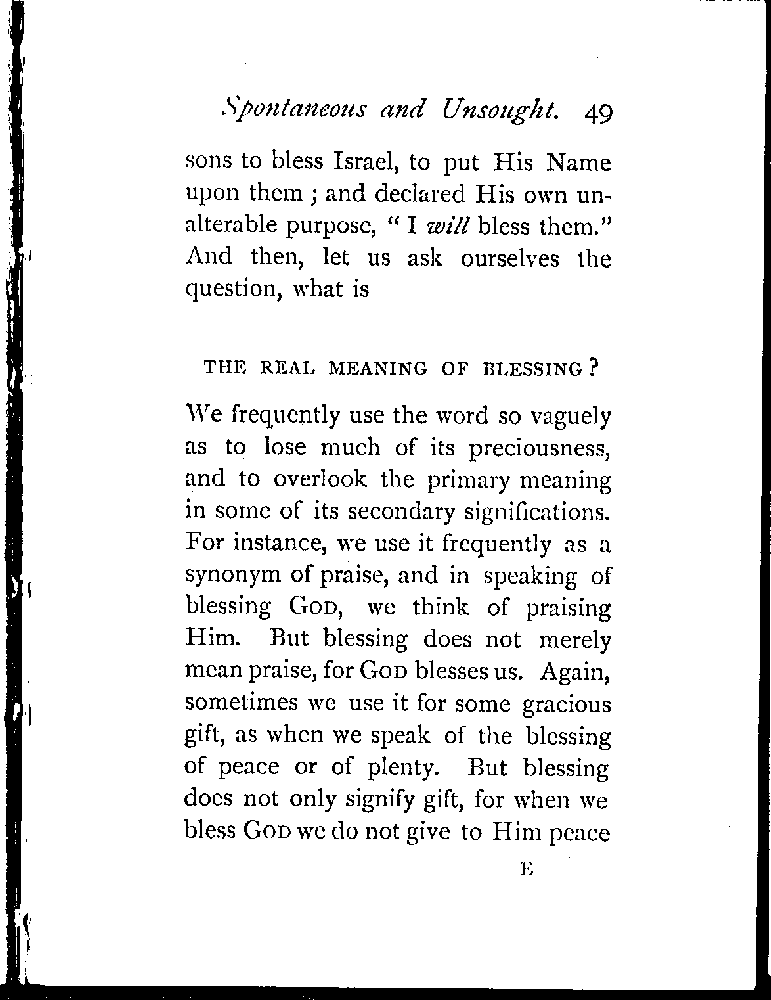 Spontaneous and Unsought. 49
sons to bless Israel, to put His Name
upon them ; and declared His own un-
alterable purpose, “ I will bless them.”
And then, let us ask ourselves the
question, what is
THE REAL MEANING OF BLESSING ?
We frequently use the word so vaguely
as to lose much of its preciousness,
and to overlook the primary meaning
in some of its secondary significations.
For instance, we use it frequently as a
synonym of praise, and in speaking of
blessing GOD, we think of praising
Him. But blessing does not merely
mean praise, for GOD blesses us. Again,
sometimes we use it for some gracious
gift, as when we speak of the blessing
of peace or of plenty. But blessing
does not only signify gift, for when we
bless GOD we do not give to Him peace
E